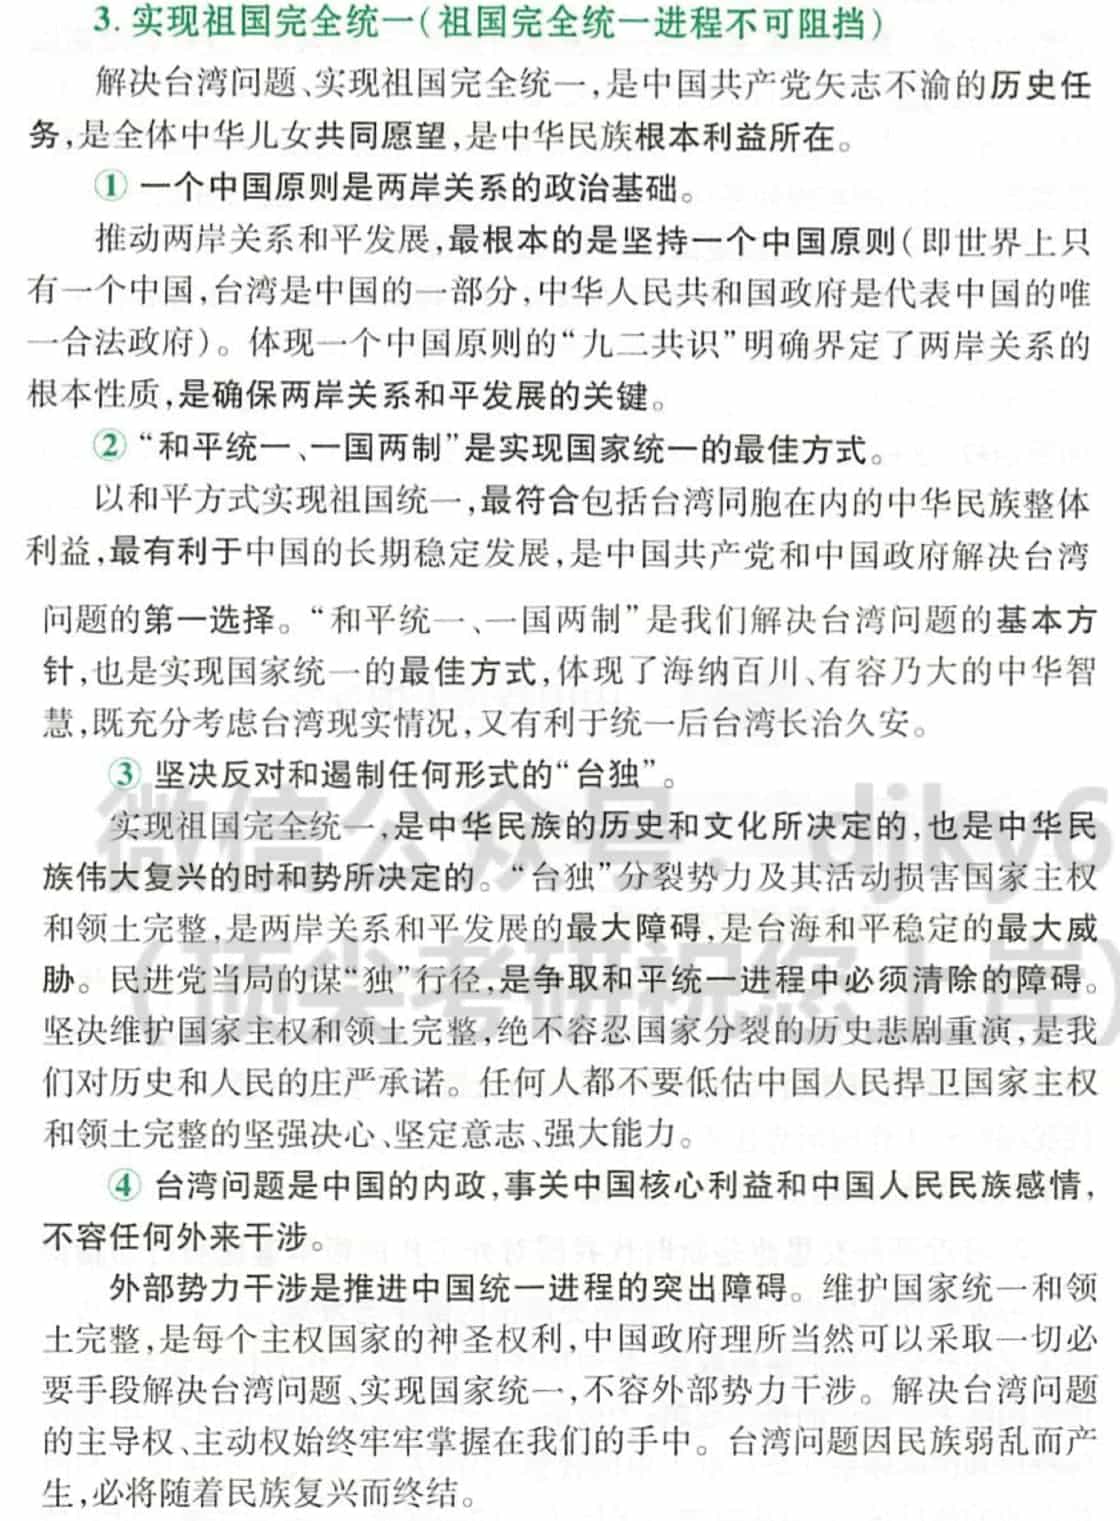 3. 实现祖国完全统一(祖国完全统一进程不可阻挡)
解决台湾问题、实现祖国完全统一,是中国共产党矢志不渝的历史任
务,是全体中华儿女共同愿望,是中华民族根本利益所在。
① 一个中国原则是两岸关系的政治基础。
推动两岸关系和平发展,最根本的是坚持一个中国原则(即世界上只
有一个中国,台湾是中国的一部分,中华人民共和国政府是代表中国的唯
一合法政府)。体现一个中国原则的“九二共识”明确界定了两岸关系的
根本性质,是确保两岸关系和平发展的关键。
② “和平统一、一国两制”是实现国家统一的最佳方式。
以和平方式实现祖国统一,最符合包括台湾同胞在内的中华民族整体
利益,最有利于中国的长期稳定发展,是中国共产党和中国政府解决台湾
问题的第一选择。“和平统一、一国两制”是我们解决台湾问题的基本方
针,也是实现国家统一的最佳方式,体现了海纳百川、有容乃大的中华智
慧,既充分考虑台湾现实情况,又有利于统一后台湾长治久安。
③ 坚决反对和遏制任何形式的“台独”。
微信公众号：djky6
实现祖国完全统一,是中华民族的历史和文化所决定的,也是中华民
族伟大复兴的时和势所决定的。“台独”分裂势力及其活动损害国家主权
和领土完整,是两岸关系和平发展的最大障碍,是台海和平稳定的最大威
胁。民进党当局的谋“独”行径,是争取和平统一进程中必须清除的障碍。
(顶尖考研祝您上岸)
坚决维护国家主权和领土完整,绝不容忍国家分裂的历史悲剧重演,是我
们对历史和人民的庄严承诺。任何人都不要低估中国人民捍卫国家主权
和领土完整的坚强决心、坚定意志、强大能力。
④ 台湾问题是中国的内政,事关中国核心利益和中国人民民族感情,
不容任何外来干涉。
外部势力干涉是推进中国统一进程的突出障碍。维护国家统一和领
土完整,是每个主权国家的神圣权利,中国政府理所当然可以采取一切必
要手段解决台湾问题、实现国家统一,不容外部势力干涉。解决台湾问题
的主导权、主动权始终牢牢掌握在我们的手中。台湾问题因民族弱乱而产
生,必将随着民族复兴而终结。